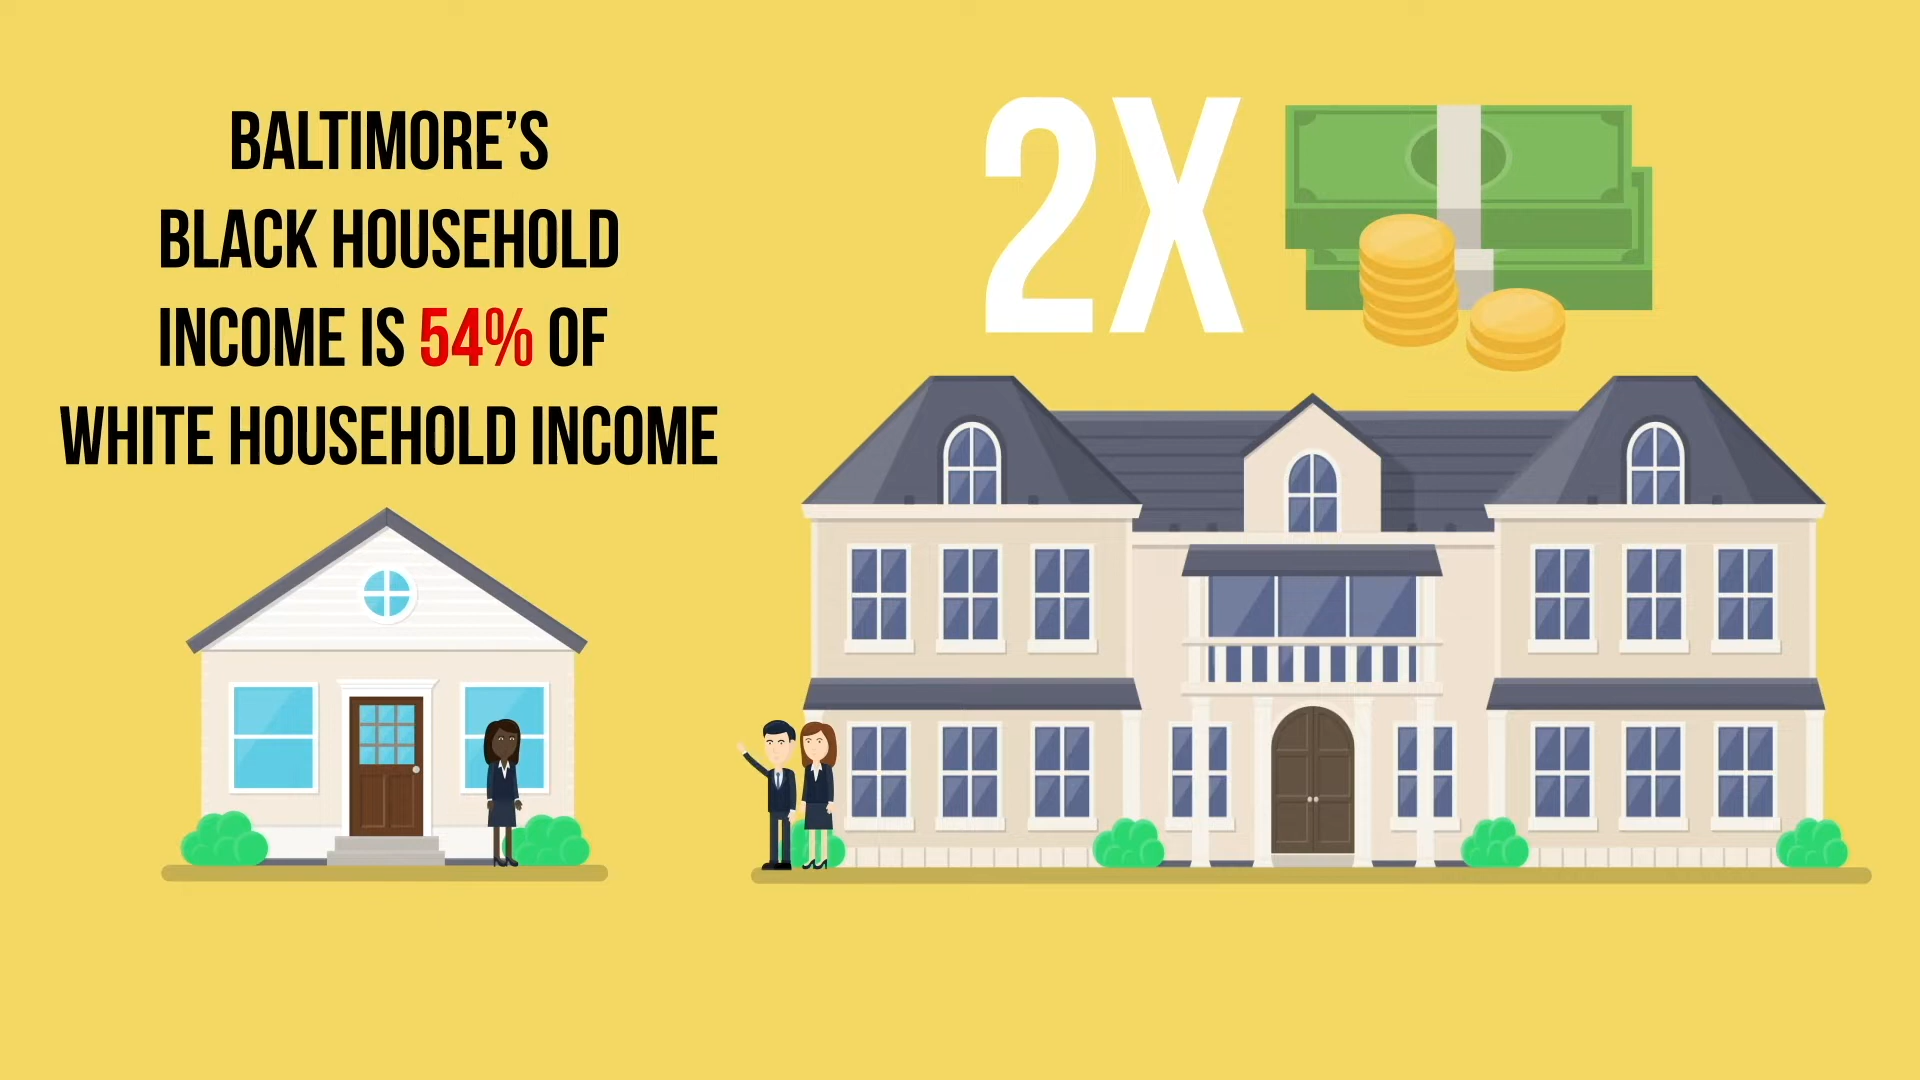 BALTIMORE’S
BLACK HOUSEHOLD
INCOME IS 54% OF
WHITE HOUSEHOLD INCOME
2X